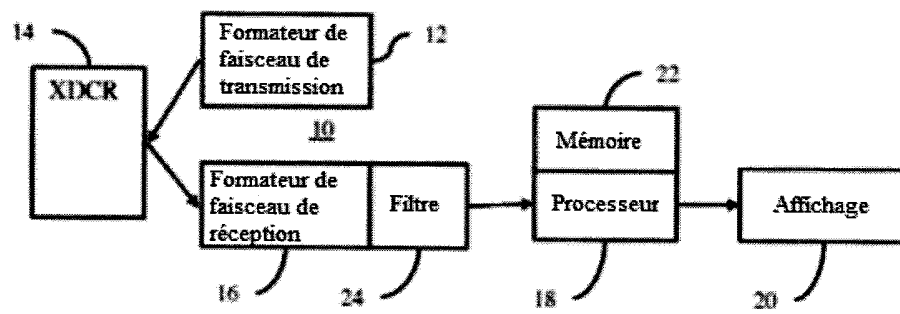 14
XDCR
Formateur de
faisceau de
transmission
12
10
Formateur de
faisceau de
réception
Filtre
22
Mémoire
Processeur
Affichage
16
24
18
20